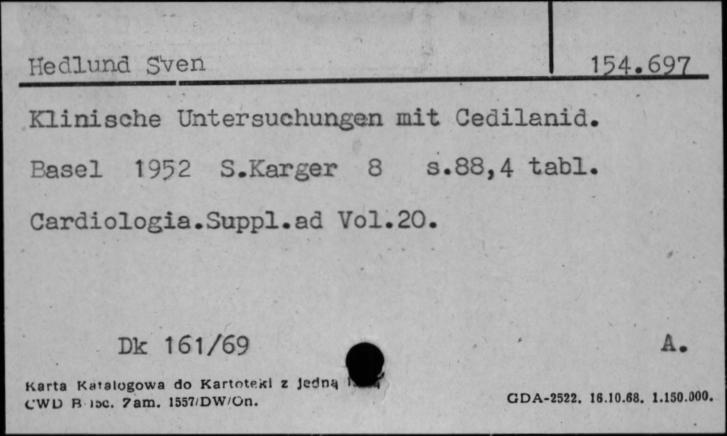 Hedlund Sven 154.697
Klinische Untersuchungen mit Cedilanid.
Basel 1952 S.Karger 8 s.88,4 tabl.
Cardiologia.Suppl.ad Vol.20.
Dk 161/69 A.
Karta Katalogowa do Kartoteki z jedną
CWD Zam. 1557/DW/On. GDA-2522. 16.10.68. 1.150.000.